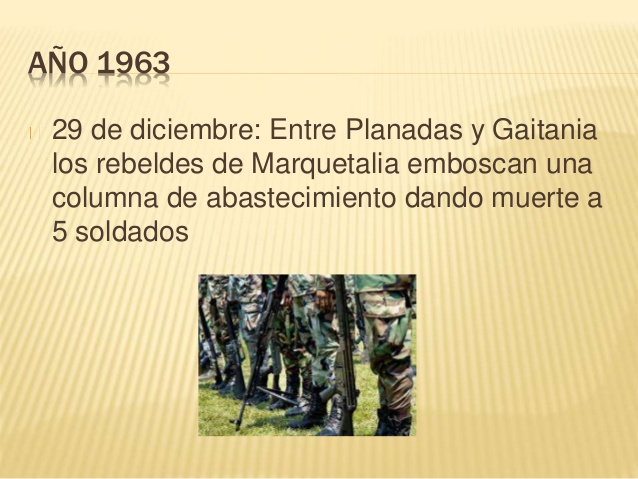 AÑO 1963
29 de diciembre: Entre Planadas y Gaitania
los rebeldes de Marquetalia emboscan una
columna de abastecimiento dando muerte a
5 soldados